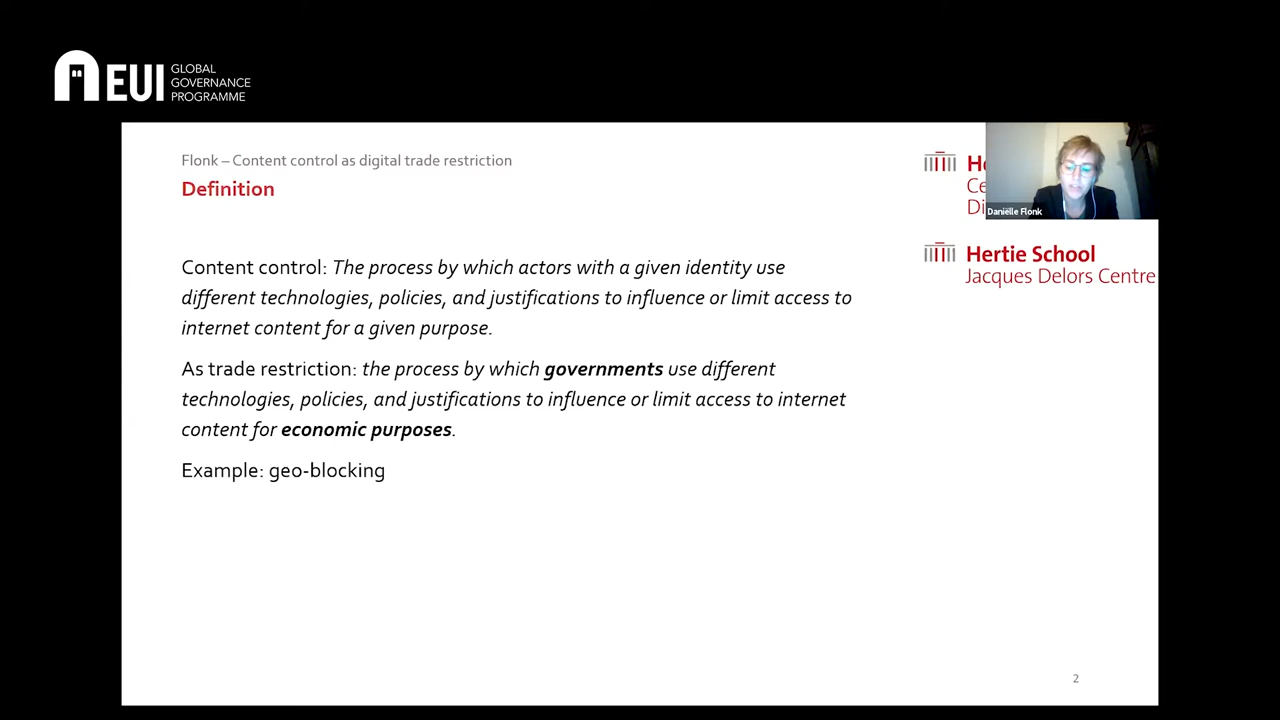 EUI GLOBAL
GOVERNANCE
PROGRAMME
Flonk – Content control as digital trade restriction
Definition
Danielle Flonk
Hertie School
Jacques Delors Centre
Content control: The process by which actors with a given identity use
different technologies, policies, and justifications to influence or limit access to
internet content for a given purpose.
As trade restriction: the process by which governments use different
technologies, policies, and justifications to influence or limit access to internet
content for economic purposes.
Example: geo-blocking
2